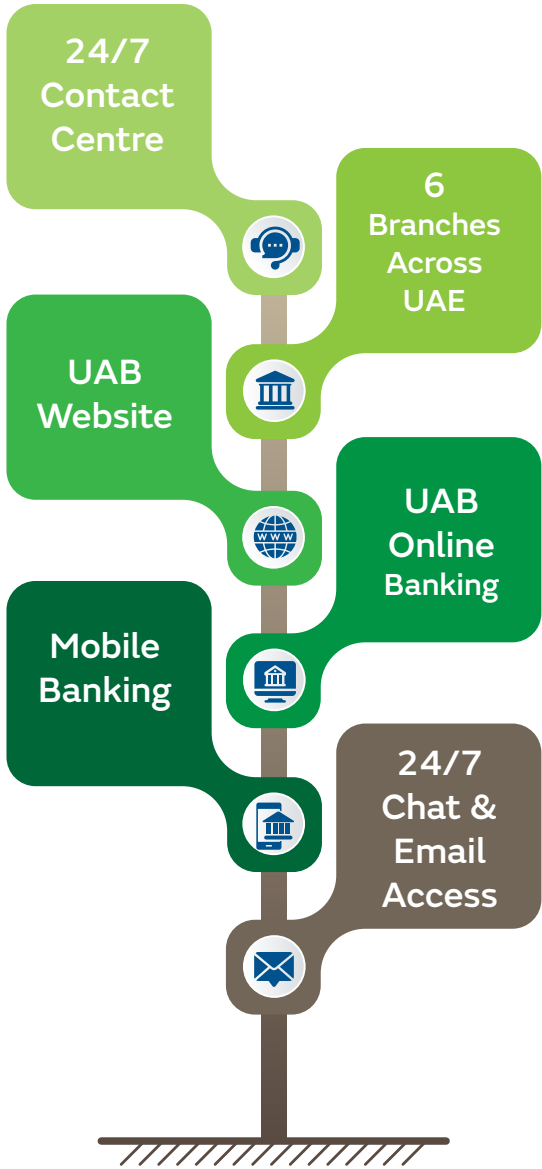 24/7
Contact
Centre
6
Branches
Across
UAE
UAB
Website
WWW
UAB
Online
Banking
Mobile
Banking
24/7
Chat &
Email
Access